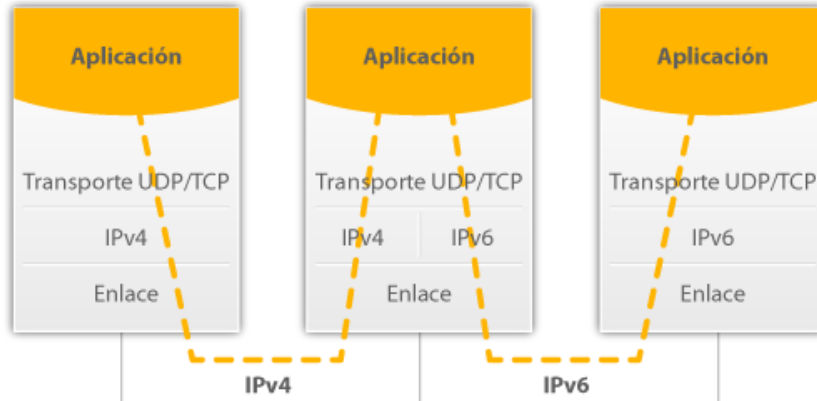 Aplicación
Transporte UDP/TCP
IPv4
Enlace
Aplicación
Transporte UDP/TCP
IPv4 IPv6
Enlace
Aplicación
Transporte UDP/TCP
IPv6
Enlace
IPv4
IPv6